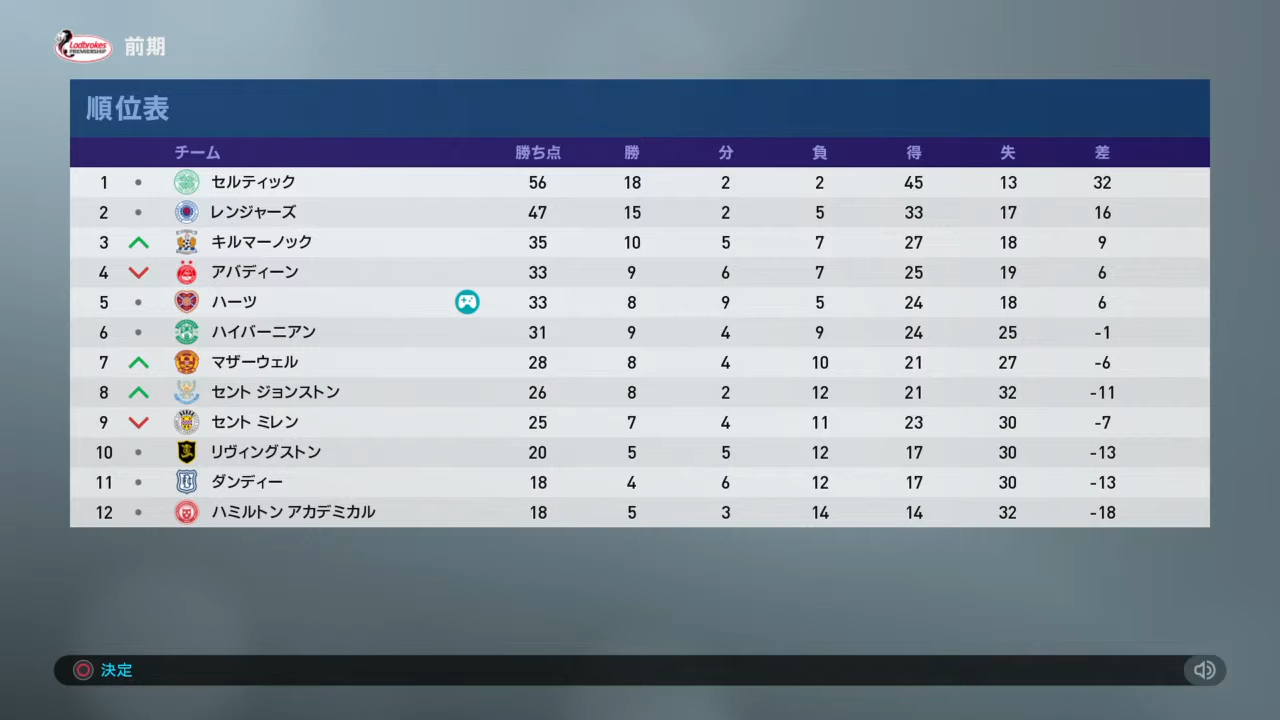 Ladbrokes PREMIERSHIP 前期
順位表
チーム 勝ち点 勝 分 負 得 失 差
1 セルティック 56 18 2 2 45 13 32
2 レンジャーズ 47 15 2 5 33 17 16
3 キルマーノック 35 10 5 7 27 18 9
4 アバディーン 33 9 6 7 25 19 6
5 ハーツ 33 8 9 5 24 18 6
6 ハイバーニアン 31 9 4 9 24 25 -1
7 マザーウェル 28 8 4 10 21 27 -6
8 セント ジョンストン 26 8 2 12 21 32 -11
9 セント ミレン 25 7 4 11 23 30 -7
10 リヴィングストン 20 5 5 12 17 30 -13
11 ダンディー 18 4 6 12 17 30 -13
12 ハミルトン アカデミカル 18 5 3 14 14 32 -18
決定